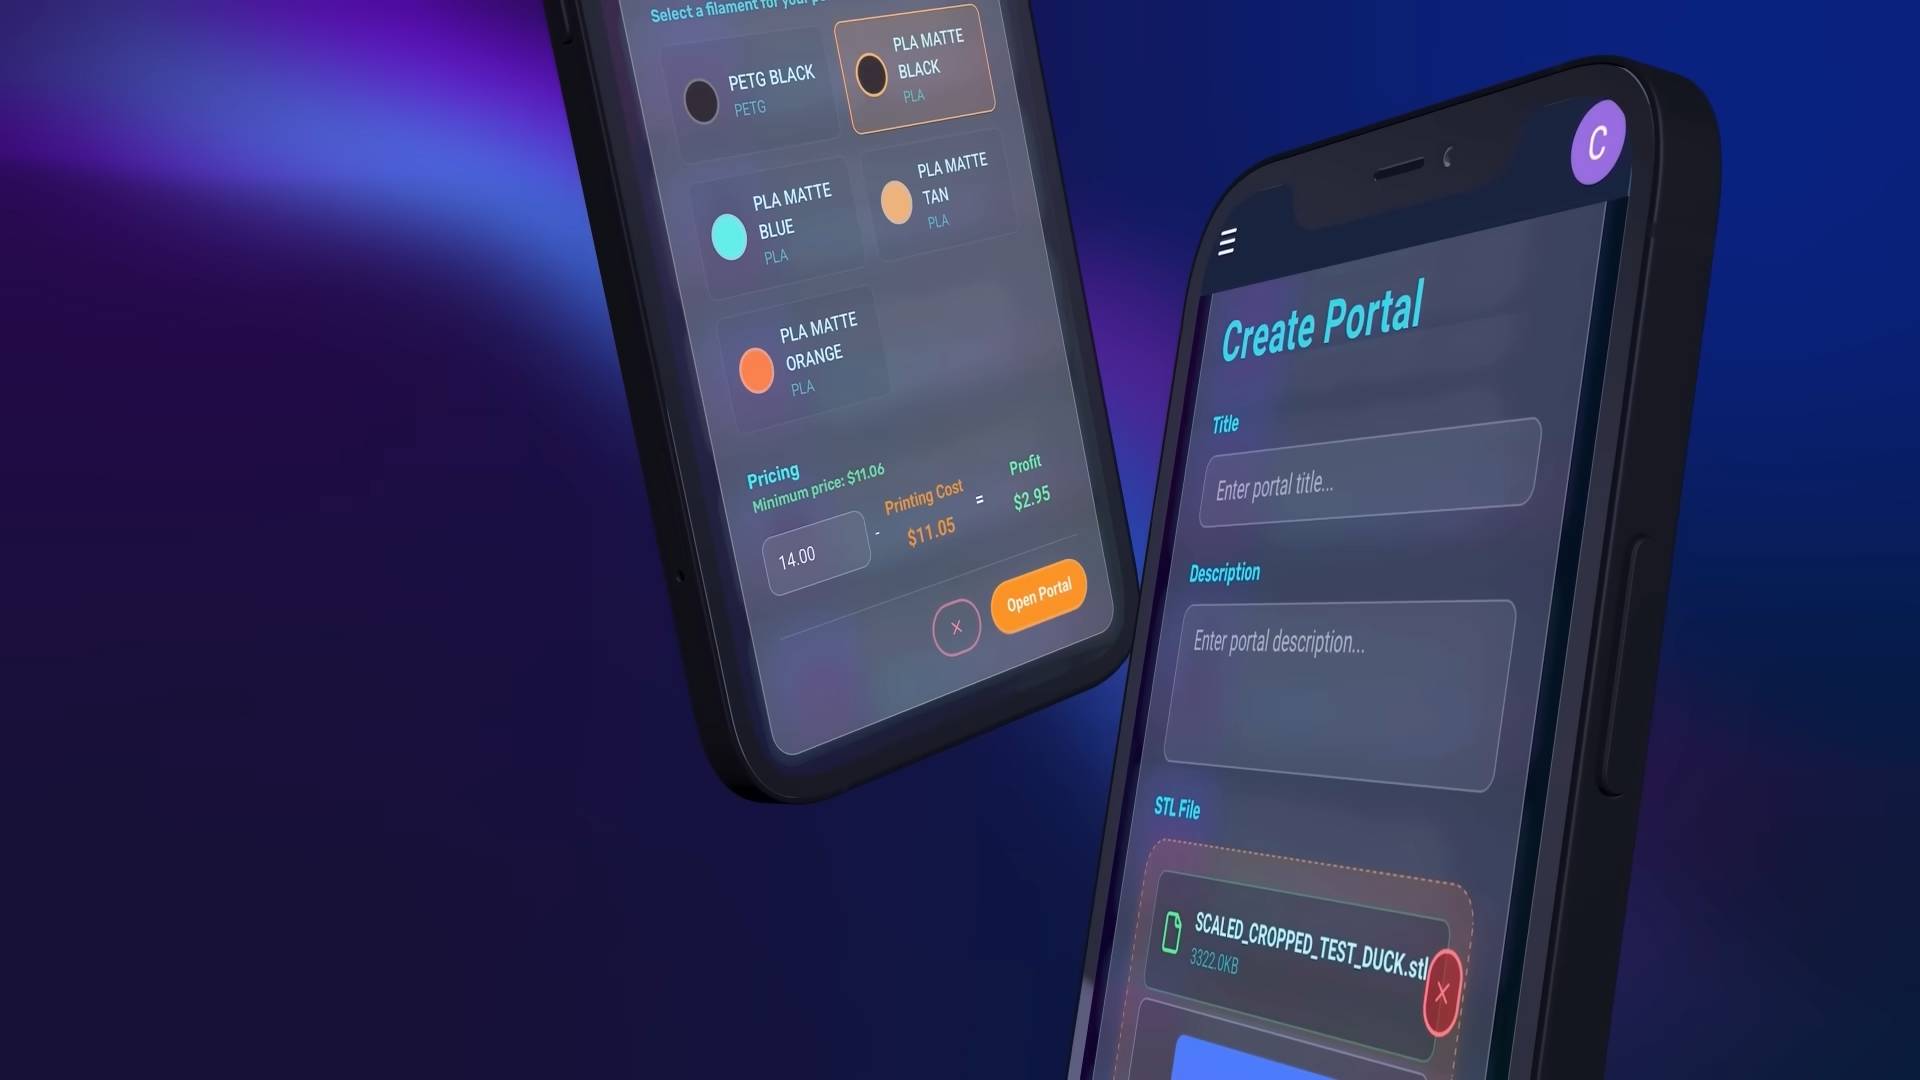 Select a filament for your
PETG BLACK
PETG
PLA MATTE
BLACK
PLA
PLA MATTE
BLUE
PLA
PLA MATTE
TAN
PLA
PLA MATTE
ORANGE
PLA
Pricing
Minimum price: $11.06
14.00
-
Printing Cost
$11.05
=
Profit
$2.95
×
Open Portal
C
Create Portal
Title
Enter portal title...
Description
Enter portal description...
STL File
SCALED_CROPPED_TEST_DUCK.stl
3322.0KB
×